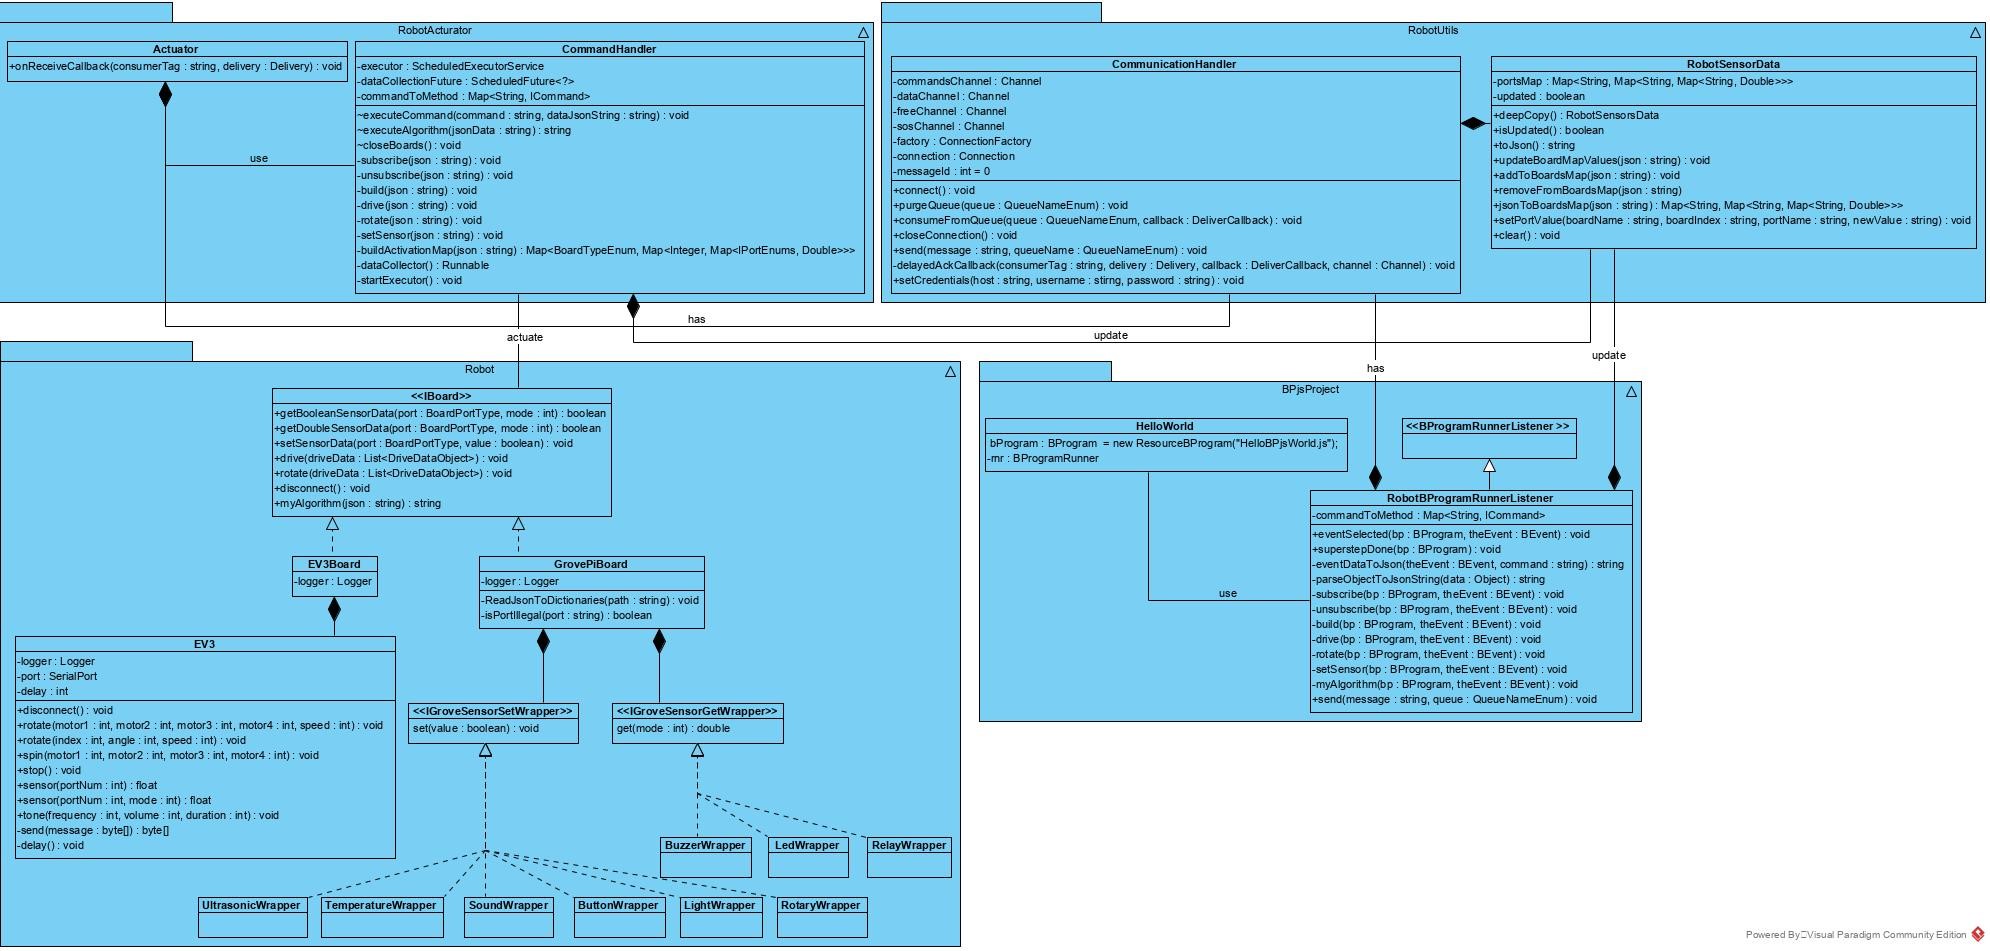 RobotActurator
Actuator
+onReceiveCallback(consumerTag : string, delivery : Delivery) : void
CommandHandler
-executor : ScheduledExecutorService
-dataCollectionFuture : ScheduledFuture<?>
-commandToMethod : Map<String, ICommand>
~executeCommand(command : string, dataJsonString : string) : void
~executeAlgorithm(jsonData : string) : string
~closeBoards() : void
-subscribe(json : string) : void
-unsubscribe(json : string) : void
-build(json : string) : void
-drive(json : string) : void
-rotate(json : string) : void
-setSensor(json : string) : void
-buildActivationMap(json : string) : Map<BoardTypeEnum, Map<Integer, Map<IPortEnums, Double>>>
-dataCollector() : Runnable
-startExecutor() : void
use
RobotUtils
CommunicationHandler
-commandsChannel : Channel
-dataChannel : Channel
-freeChannel : Channel
-sosChannel : Channel
-factory : ConnectionFactory
-connection : Connection
-messageId : int = 0
+connect() : void
+purgeQueue(queue : QueueNameEnum) : void
+consumeFromQueue(queue : QueueNameEnum, callback : DeliverCallback) : void
+closeConnection() : void
+send(message : string, queueName : QueueNameEnum) : void
-delayedAckCallback(consumerTag : string, delivery : Delivery, callback : DeliverCallback, channel : Channel) : void
+setCredentials(host : string, username : stirng, password : string) : void
RobotSensorData
-portsMap : Map<String, Map<String, Map<String, Double>>>
-updated : boolean
+deepCopy() : RobotSensorsData
+isUpdated() : boolean
+toJson() : string
+updateBoardMapValues(json : string) : void
+addToBoardsMap(json : string) : void
+removeFromBoardsMap(json : string)
+jsonToBoardsMap(json : string) : Map<String, Map<String, Map<String, Double>>>
+setPortValue(boardName : string, boardIndex : string, portName : string, newValue : string) : void
+clear() : void
has
actuate
update
update
has
Robot
<<IBoard>>
+getBooleanSensorData(port : BoardPortType, mode : int) : boolean
+getDoubleSensorData(port : BoardPortType, mode : int) : boolean
+setSensorData(port : BoardPortType, value : boolean) : void
+drive(driveData : List<DriveDataObject>) : void
+rotate(driveData : List<DriveDataObject>) : void
+disconnect() : void
+myAlgorithm(json : string) : string
EV3Board
-logger : Logger
GrovePiBoard
-logger : Logger
-ReadJsonToDictionaries(path : string) : void
-isPortIllegal(port : string) : boolean
EV3
-logger : Logger
-port : SerialPort
-delay : int
+disconnect() : void
+rotate(motor1 : int, motor2 : int, motor3 : int, motor4 : int, speed : int) : void
+rotate(index : int, angle : int, speed : int) : void
+spin(motor1 : int, motor2 : int, motor3 : int, motor4 : int) : void
+stop() : void
+sensor(portNum : int) : float
+sensor(portNum : int, mode : int) : float
+tone(frequency : int, volume : int, duration : int) : void
-send(message : byte[]) : byte[]
-delay() : void
<<IGroveSensorSetWrapper>>
set(value : boolean) : void
<<IGroveSensorGetWrapper>>
get(mode : int) : double
BuzzerWrapper
LedWrapper
RelayWrapper
UltrasonicWrapper
TemperatureWrapper
SoundWrapper
ButtonWrapper
LightWrapper
RotaryWrapper
BPjsProject
HelloWorld
bProgram : BProgram = new ResourceBProgram("HelloBPjsWorld.js");
-rnr : BProgramRunner
<<BProgramRunnerListener >>
RobotBProgramRunnerListener
-commandToMethod : Map<String, ICommand>
+eventSelected(bp : BProgram, theEvent : BEvent) : void
+superstepDone(bp : BProgram) : void
-eventDataToJson(theEvent : BEvent, command : string) : string
-parseObjectToJsonString(data : Object) : string
-subscribe(bp : BProgram, theEvent : BEvent) : void
-unsubscribe(bp : BProgram, theEvent : BEvent) : void
-build(bp : BProgram, theEvent : BEvent) : void
-drive(bp : BProgram, theEvent : BEvent) : void
-rotate(bp : BProgram, theEvent : BEvent) : void
-setSensor(bp : BProgram, theEvent : BEvent) : void
-myAlgorithm(bp : BProgram, theEvent : BEvent) : void
+send(message : string, queue : QueueNameEnum) : void
use
Powered By Visual Paradigm Community Edition